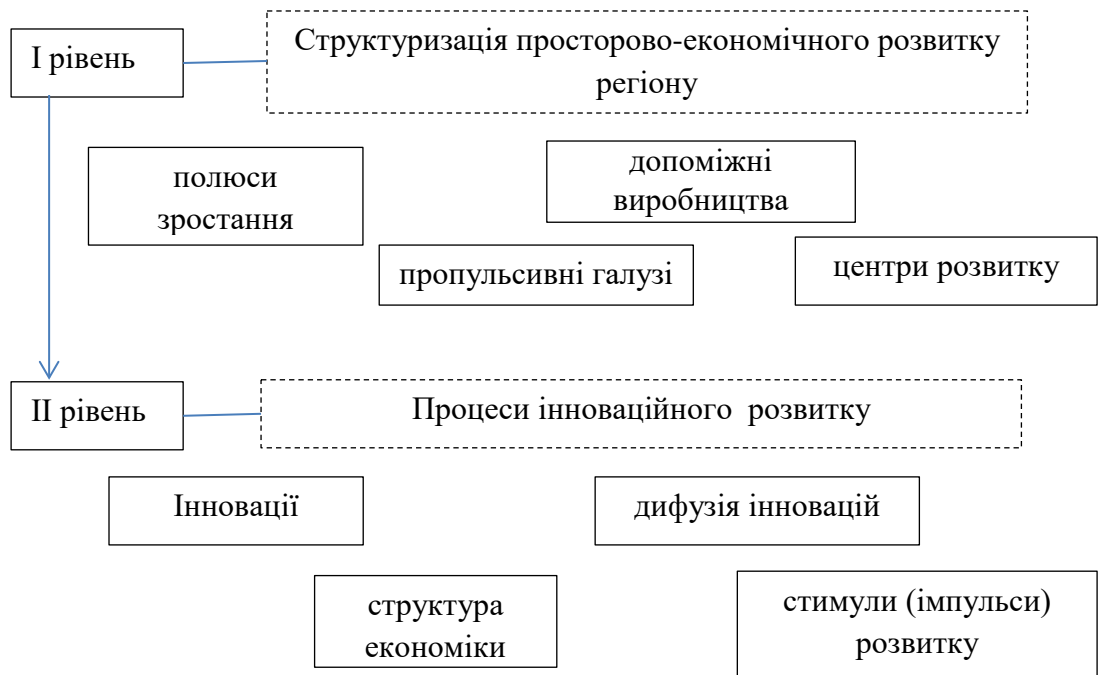 І рівень
Структуризація просторово-економічного розвитку
регіону
полюси
зростання
допоміжні
виробництва
пропульсивні галузі
центри розвитку
ІІ рівень
Процеси інноваційного розвитку
Інновації
дифузія інновацій
структура
економіки
стимули (імпульси)
розвитку